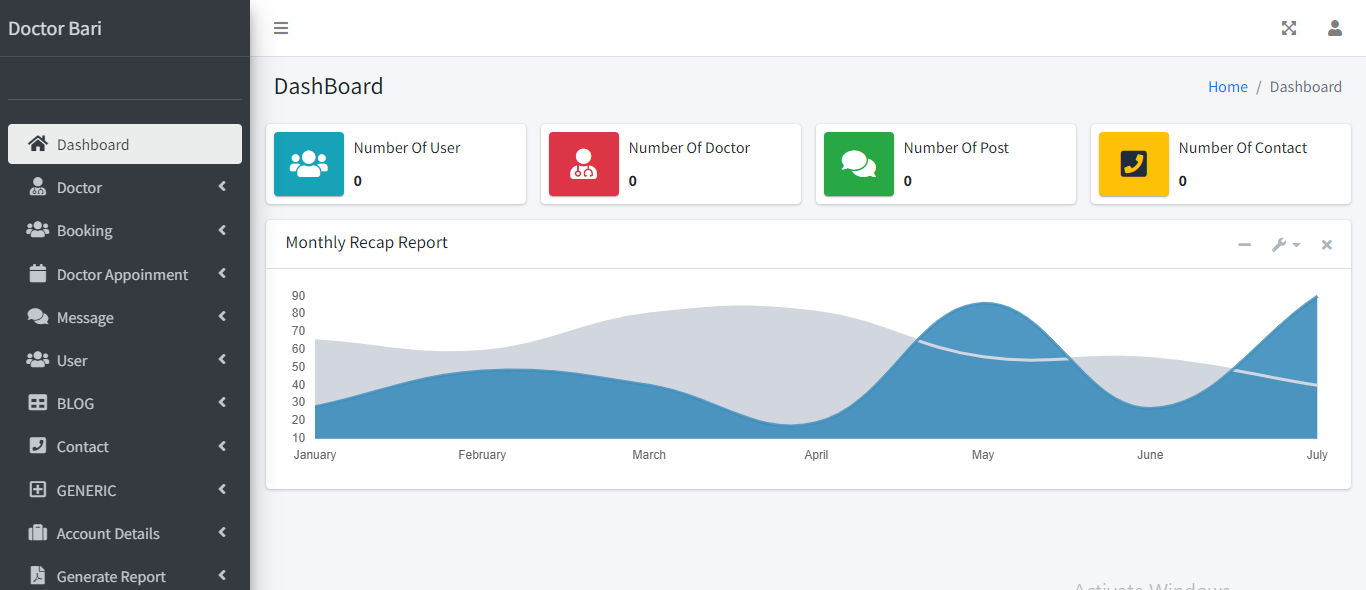 Doctor Bari
DashBoard
Home / Dashboard
Dashboard
Doctor
Booking
Doctor Appoinment
Message
User
BLOG
Contact
GENERIC
Account Details
Generate Report
Number Of User
0
Number Of Doctor
0
Number Of Post
0
Number Of Contact
0
Monthly Recap Report
90
80
70
60
50
40
30
20
10
January February March April May June July
Activate Windows